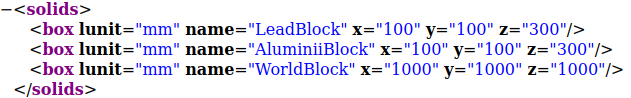 −<solids>
<box lunit="mm" name="LeadBlock" x="100" y="100" z="300"/>
<box lunit="mm" name="AluminiiBlock" x="100" y="100" z="300"/>
<box lunit="mm" name="WorldBlock" x="1000" y="1000" z="1000"/>
</solids>